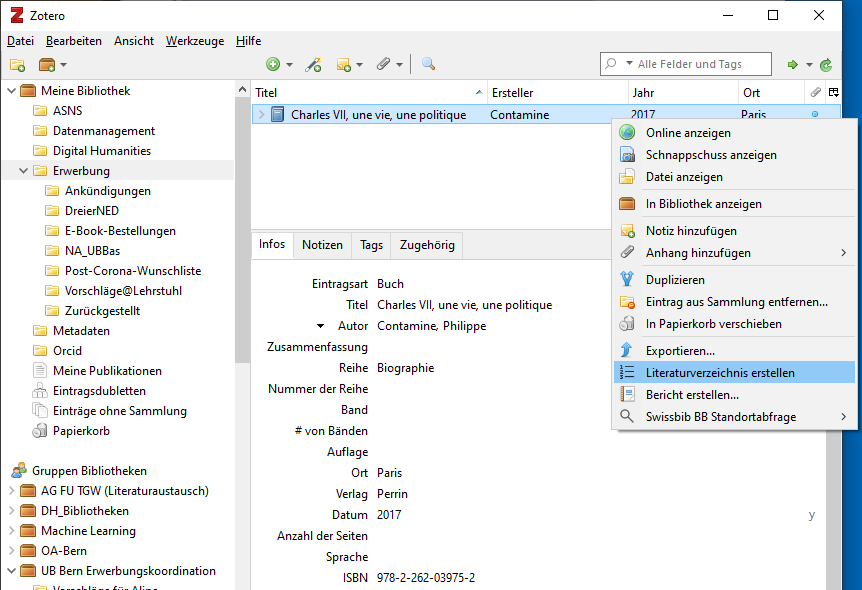 Zotero
Datei Bearbeiten Ansicht Werkzeuge Hilfe
Alle Felder und Tags
Meine Bibliothek
ASNS
Datenmanagement
Digital Humanities
Erwerbung
Ankündigungen
DreierNED
E-Book-Bestellungen
NA_UBBas
Post-Corona-Wunschliste
Vorschläge@Lehrstuhl
Zurückgestellt
Metadaten
Orcid
Meine Publikationen
Eintragsdubletten
Einträge ohne Sammlung
Papierkorb
Gruppen Bibliotheken
AG FU TGW (Literaturaustausch)
DH_Bibliotheken
Machine Learning
OA-Bern
UB Bern Erwerbungskoordination
Vorschläge für Aline
Titel Ersteller Jahr Ort
Charles VII, une vie, une politique Contamine 2017 Paris
Infos Notizen Tags Zugehörig
Eintragsart Buch
Titel Charles VII, une vie, une politique
Autor Contamine, Philippe
Zusammenfassung
Reihe Biographie
Nummer der Reihe
Band
# von Bänden
Auflage
Ort Paris
Verlag Perrin
Datum 2017 y
Anzahl der Seiten
Sprache
ISBN 978-2-262-03975-2
Online anzeigen
Schnappschuss anzeigen
Datei anzeigen
In Bibliothek anzeigen
Notiz hinzufügen
Anhang hinzufügen
Duplizieren
Eintrag aus Sammlung entfernen...
In Papierkorb verschieben
Exportieren...
Literaturverzeichnis erstellen
Bericht erstellen...
Swissbib BB Standortabfrage